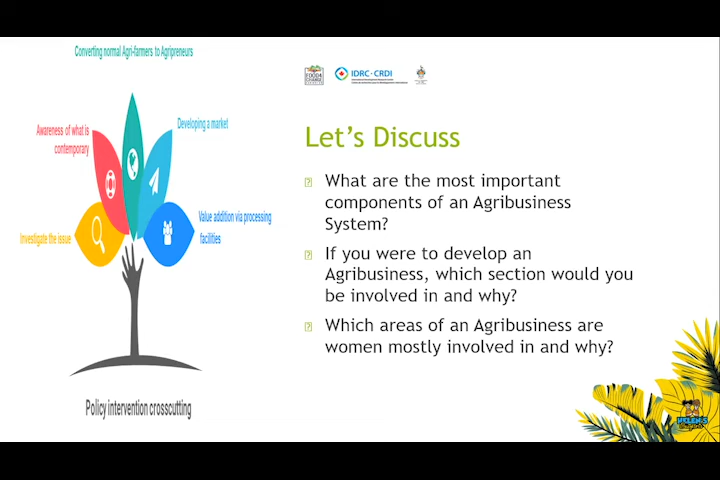 Converting normal Agri-farmers to Agripreneurs
Awareness of what is
contemporary
Developing a market
Investigate the issue
Value addition via processing
facilities
Policy intervention crosscutting
IDRC · CRDI
Let's Discuss
What are the most important
components of an Agribusiness
System?
If you were to develop an
Agribusiness, which section would you
be involved in and why?
Which areas of an Agribusiness are
women mostly involved in and why?
HELEN'S